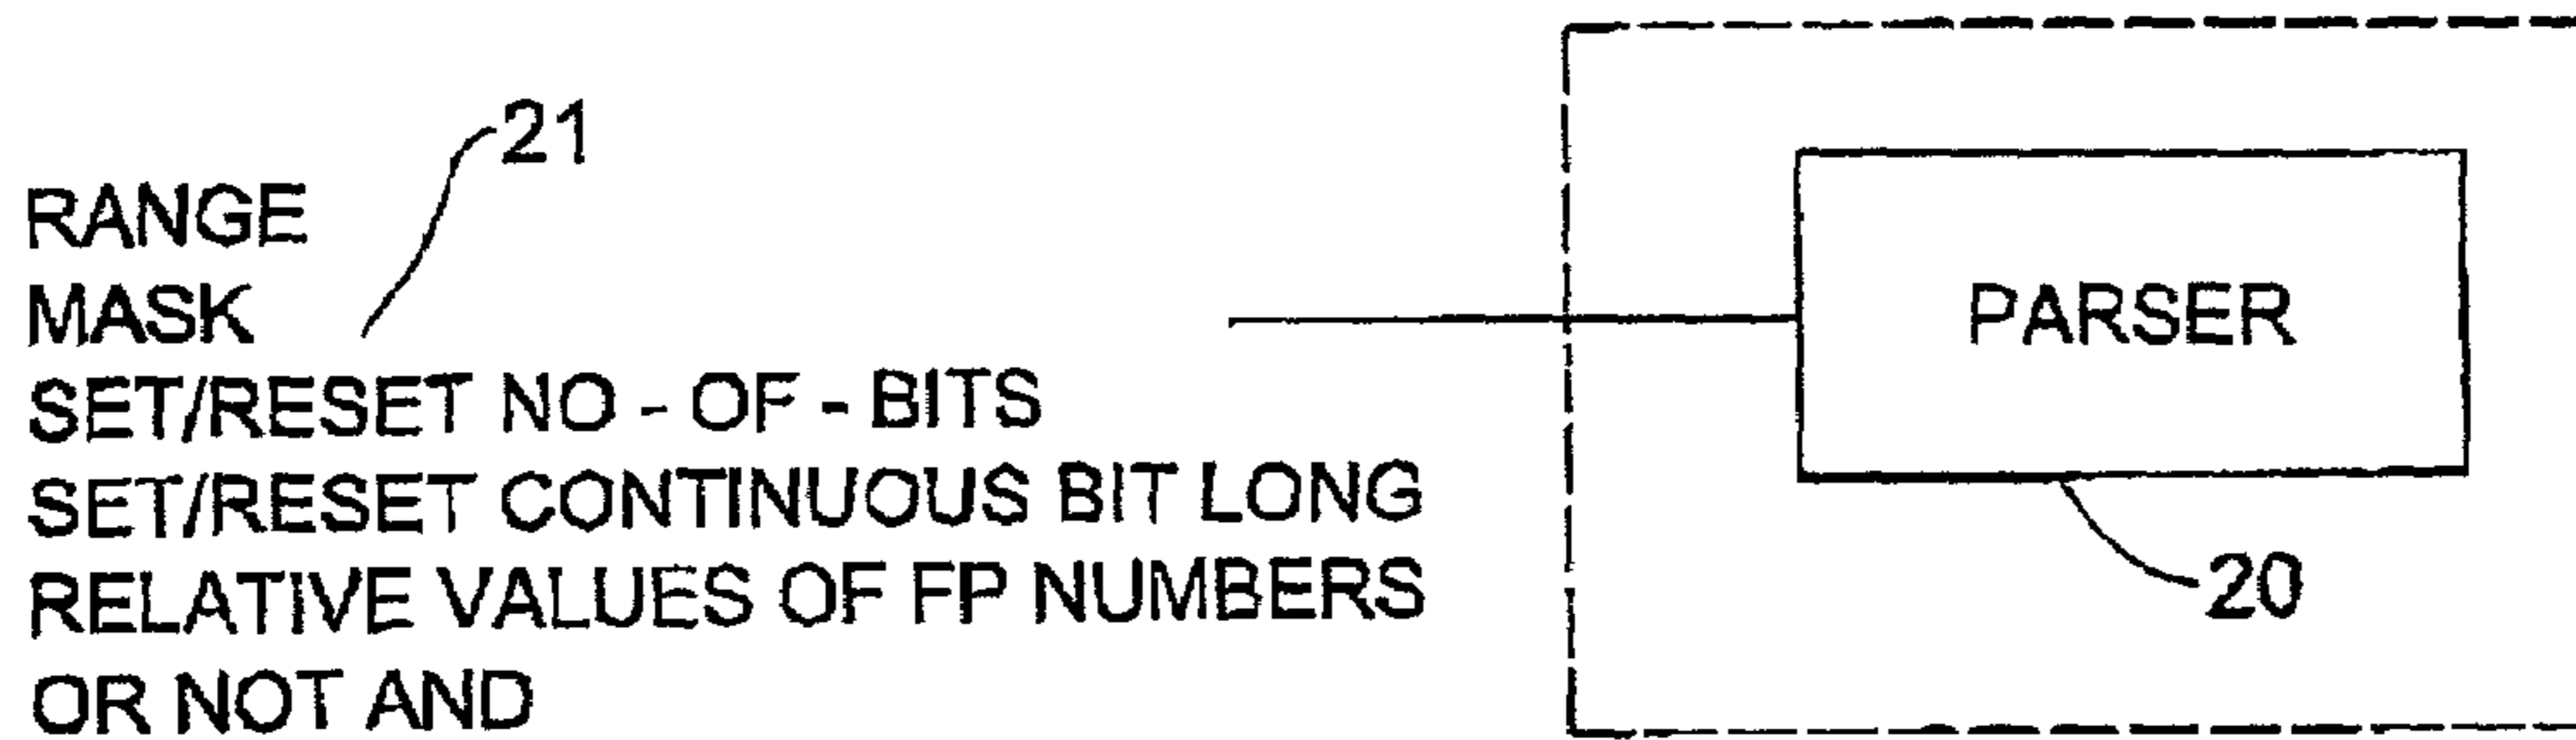 21
RANGE
MASK
SET/RESET NO - OF - BITS
SET/RESET CONTINUOUS BIT LONG
RELATIVE VALUES OF FP NUMBERS
OR NOT AND
PARSER
20